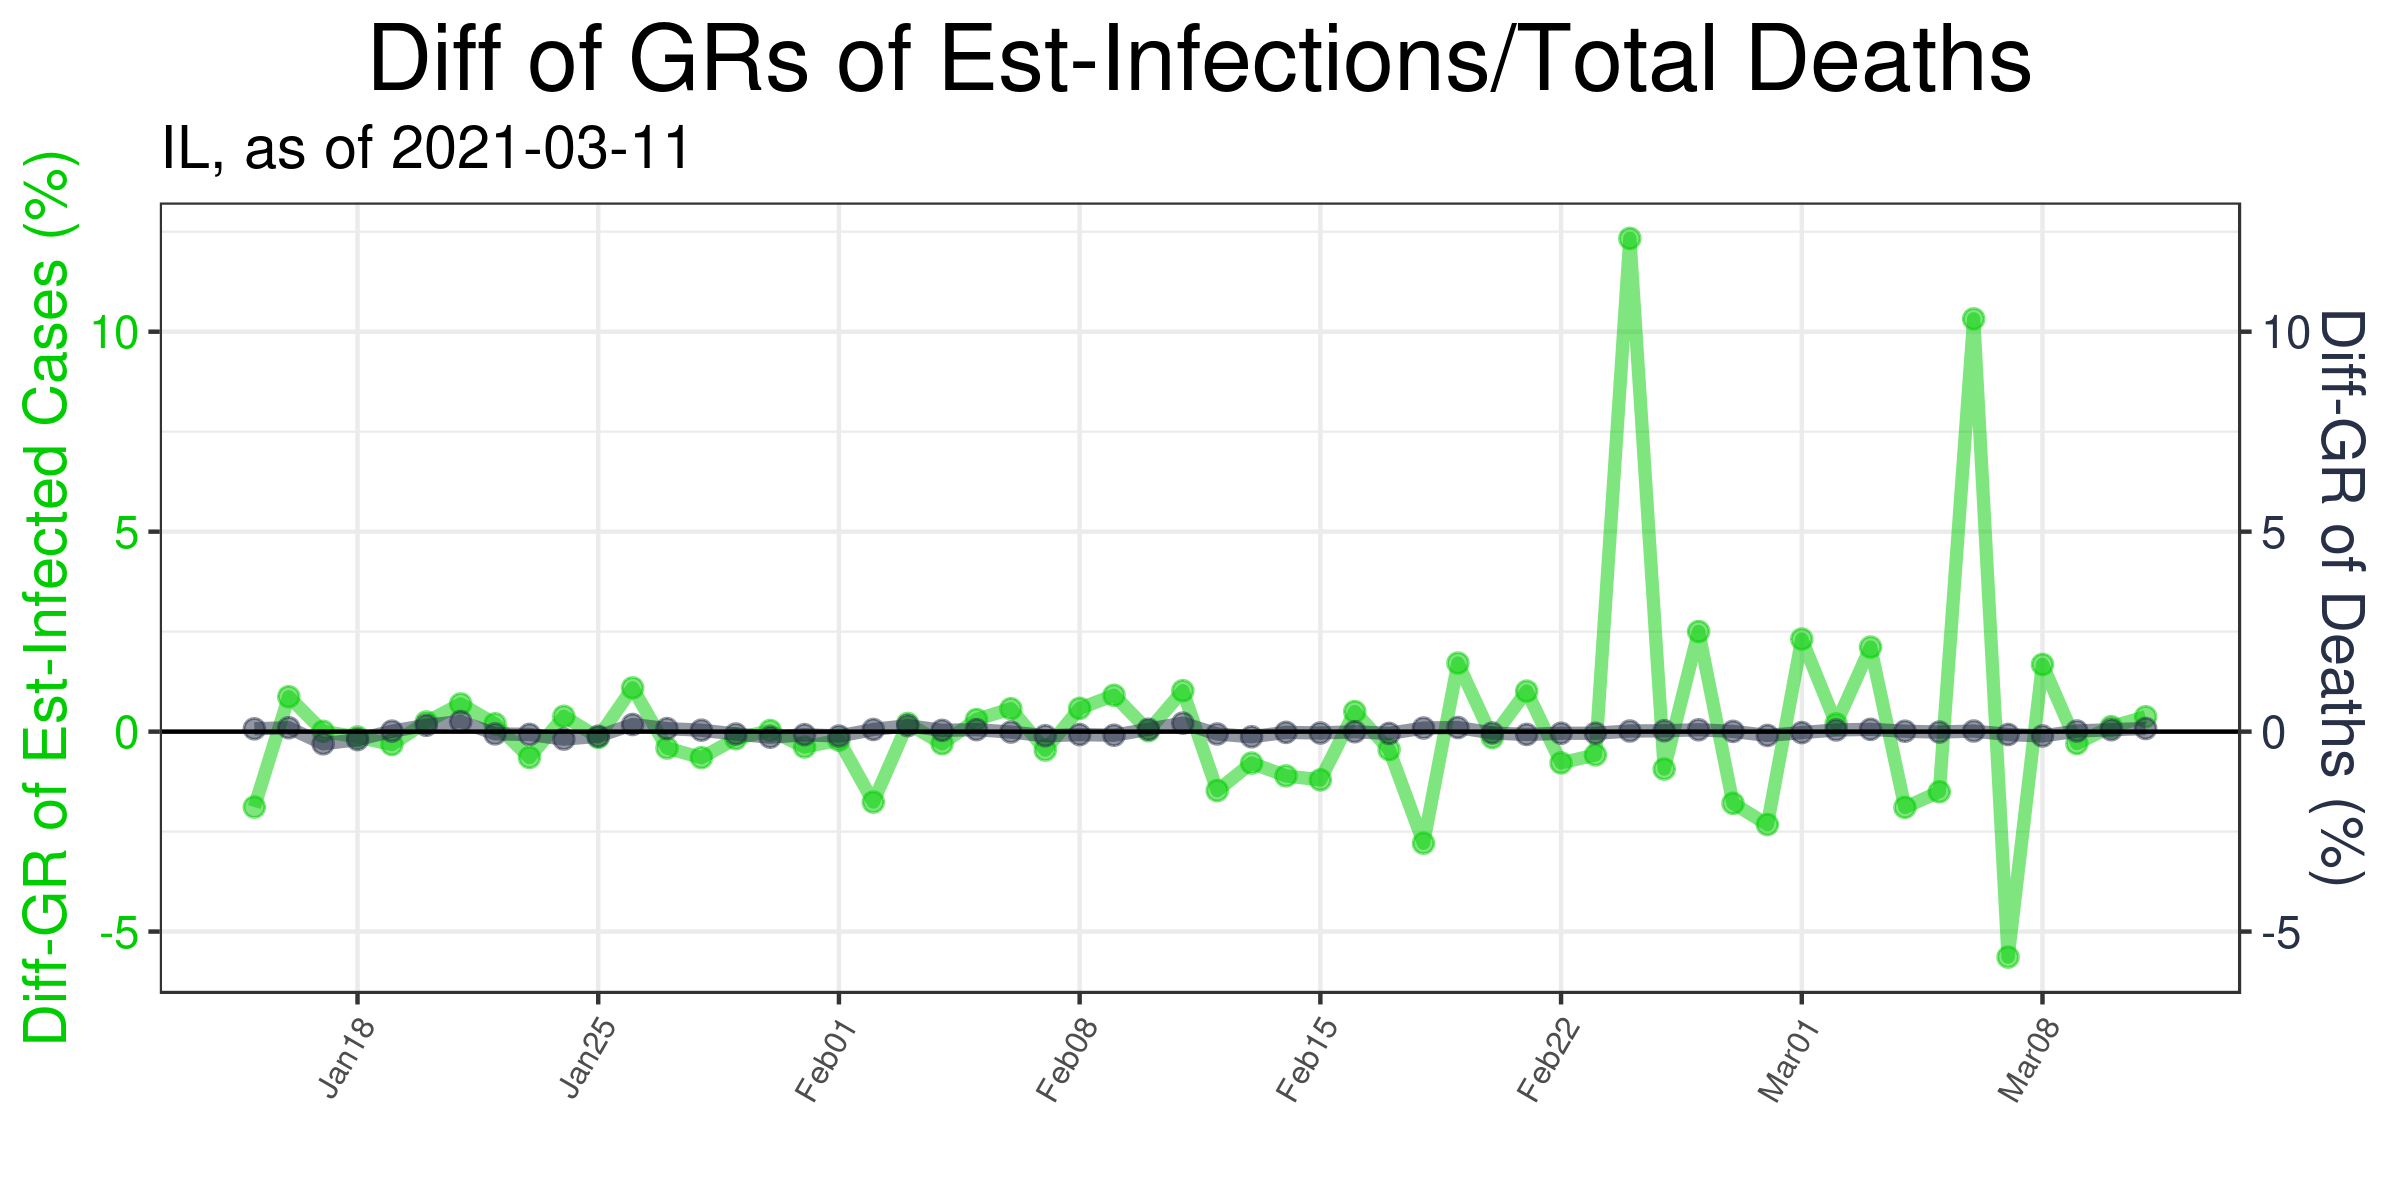 Diff of GRs of Est-Infections/Total Deaths
IL, as of 2021-03-11
Diff-GR of Est-Infected Cases (%)
10
5
0
-5
10
5
0
-5
Diff-GR of Deaths (%)
Jan18
Jan25
Feb01
Feb08
Feb15
Feb22
Mar01
Mar08